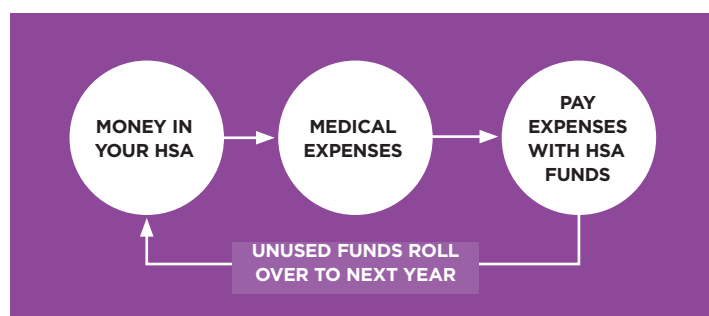 MONEY IN
YOUR HSA
MEDICAL
EXPENSES
PAY
EXPENSES
WITH HSA
FUNDS
UNUSED FUNDS ROLL
OVER TO NEXT YEAR